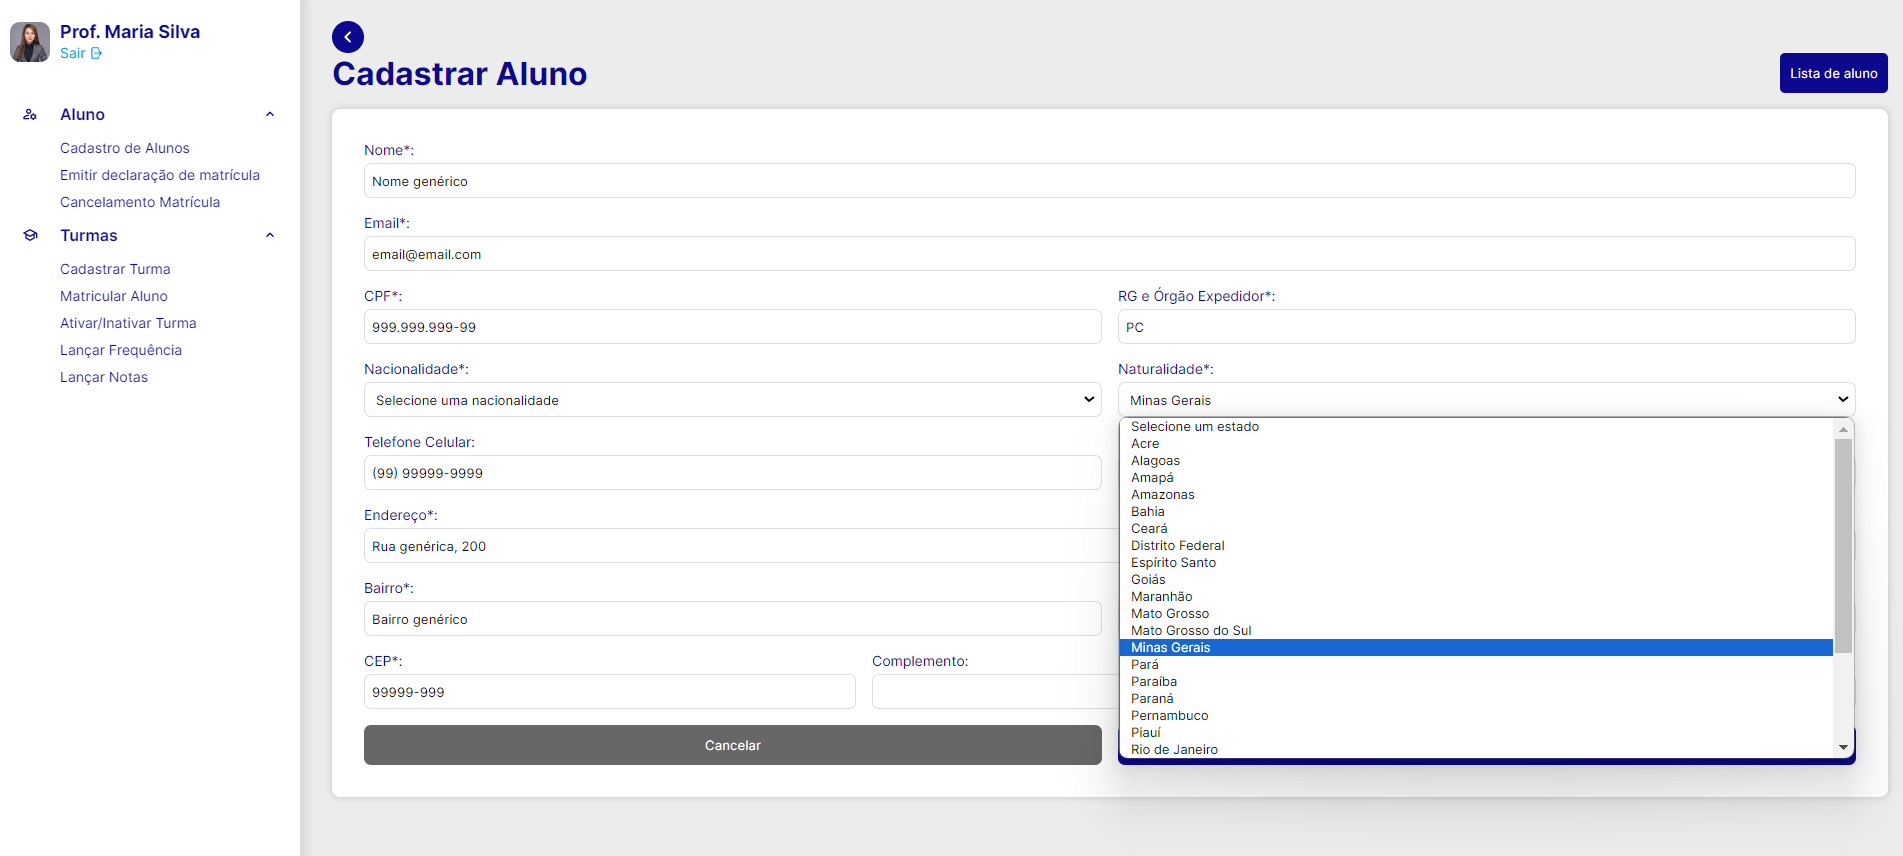 Prof. Maria Silva
Sair
Aluno
Cadastro de Alunos
Emitir declaração de matrícula
Cancelamento Matrícula
Turmas
Cadastrar Turma
Matricular Aluno
Ativar/Inativar Turma
Lançar Frequência
Lançar Notas
Cadastrar Aluno
Lista de aluno
Nome*:
Nome genérico
Email*:
email@email.com
CPF*:
999.999.999-99
RG e Órgão Expedidor*:
PC
Nacionalidade*:
Selecione uma nacionalidade
Naturalidade*:
Minas Gerais
Selecione um estado
Acre
Alagoas
Amapá
Amazonas
Bahia
Ceará
Distrito Federal
Espírito Santo
Goiás
Maranhão
Mato Grosso
Mato Grosso do Sul
Minas Gerais
Pará
Paraíba
Paraná
Pernambuco
Piauí
Rio de Janeiro
Telefone Celular:
(99) 99999-9999
Endereço*:
Rua genérica, 200
Bairro*:
Bairro genérico
CEP*:
99999-999
Complemento:
Cancelar